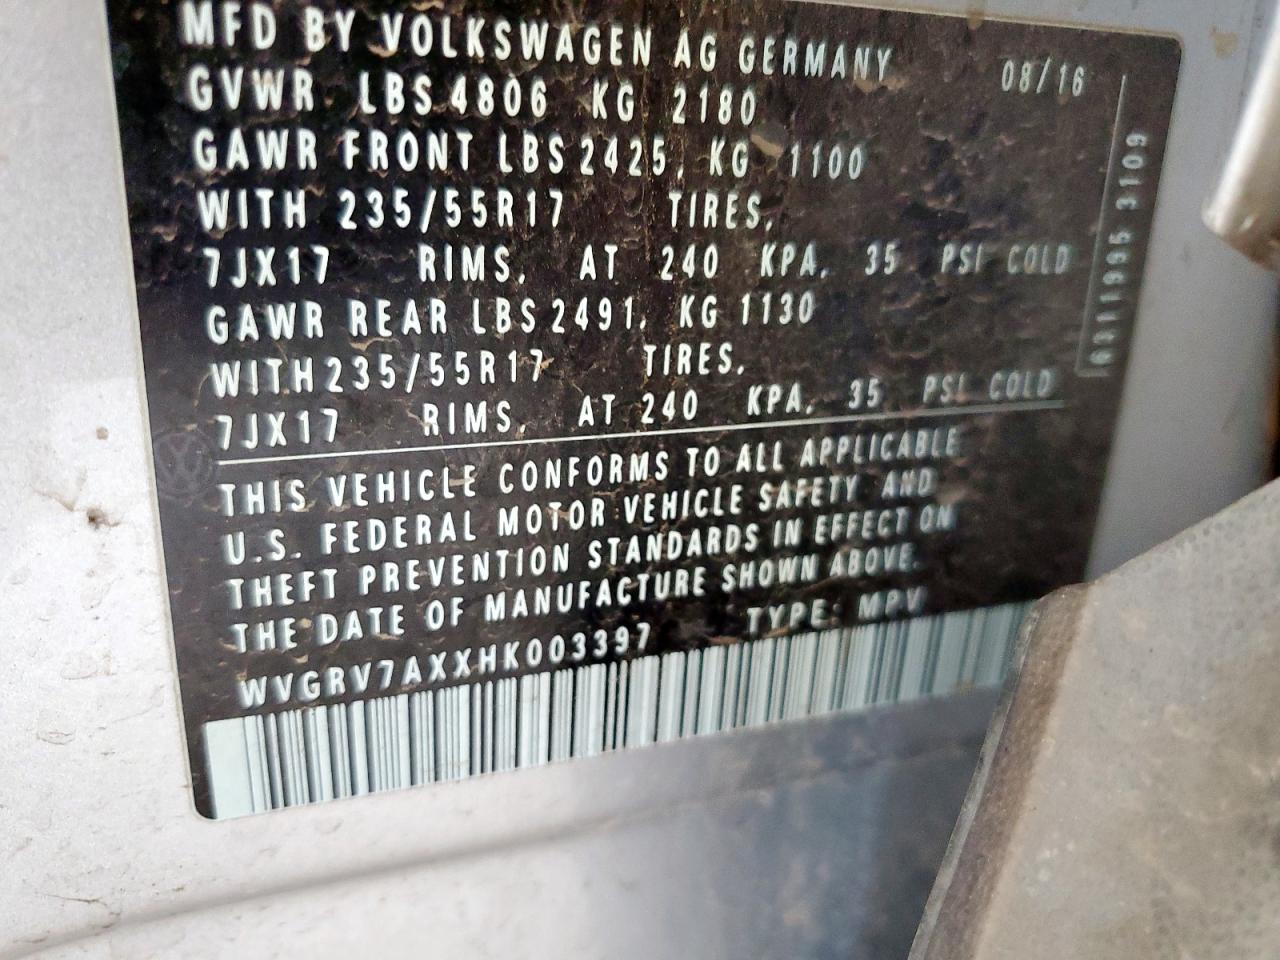 MFD BY VOLKSWAGEN AG GERMANY 08/16
GVWR LBS 4806 KG 2180
GAWR FRONT LBS 2425, KG 1100
WITH 235/55R17 TIRES,
7JX17 RIMS, AT 240 KPA, 35 PSI COLD
GAWR REAR LBS 2491, KG 1130
WITH 235/55R17 TIRES,
7JX17 RIMS, AT 240 KPA, 35 PSI COLD
THIS VEHICLE CONFORMS TO ALL APPLICABLE
U.S. FEDERAL MOTOR VEHICLE SAFETY AND
THEFT PREVENTION STANDARDS IN EFFECT ON
THE DATE OF MANUFACTURE SHOWN ABOVE.
WVGRV7AXXHK003397 TYPE: MPV
3109